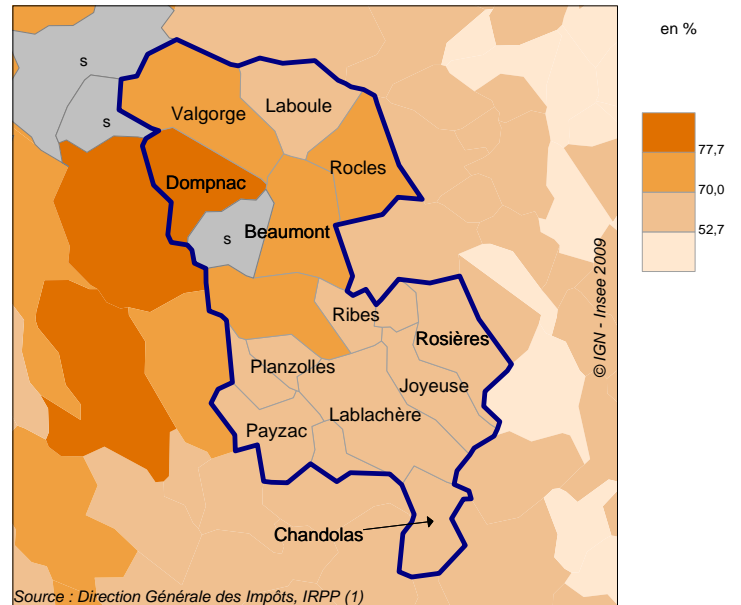 en %
s
s
Valgorge
Laboule
Rocles
Dompnac
s
Beaumont
77,7
70,0
52,7
© IGN - Insee 2009
Ribes
Rosières
Planzolles
Joyeuse
Lablachère
Payzac
Chandolas
Source : Direction Générale des Impôts, IRPP (1)